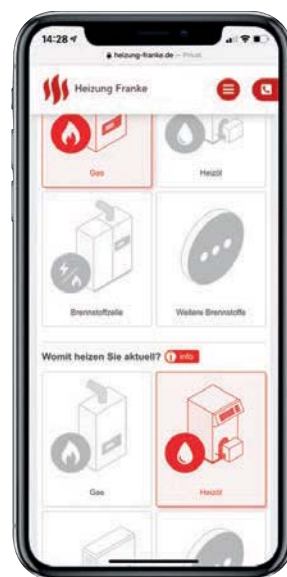 14:28
heizung-franke.de — Privat
Heizung Franke
Gas
Heizöl
Brennstoffzelle
Weitere Brennstoffe
Womit heizen Sie aktuell? i Info
Gas
Heizöl